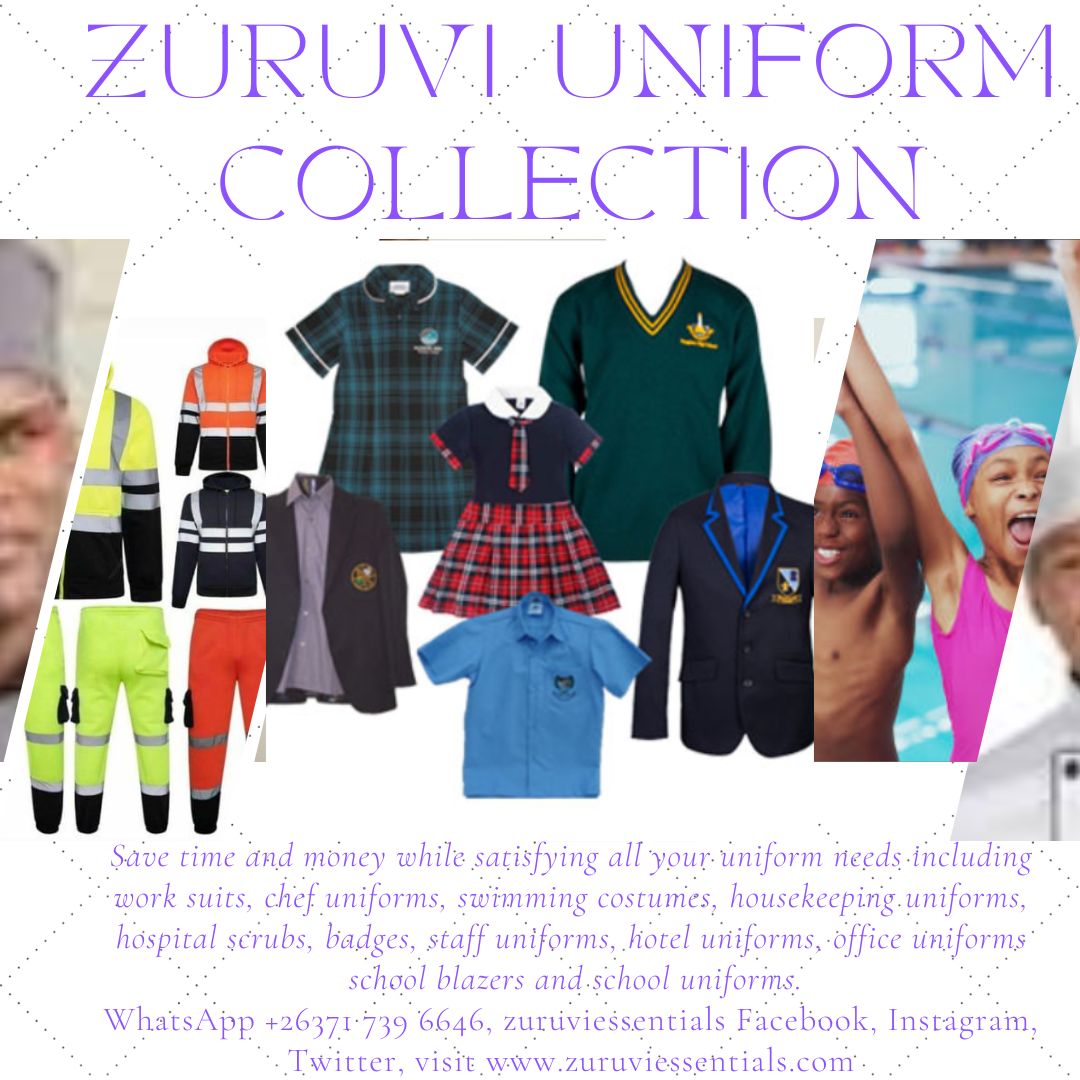 ZURUVI UNIFORM
COLLECTION
Save time and money while satisfying all your uniform needs including
work suits, chef uniforms, swimming costumes, housekeeping uniforms,
hospital scrubs, badges, staff uniforms, hotel uniforms, office uniforms
school blazers and school uniforms.
WhatsApp +26371 739 6646, zuruviessentials Facebook, Instagram,
Twitter, visit www.zuruviessentials.com